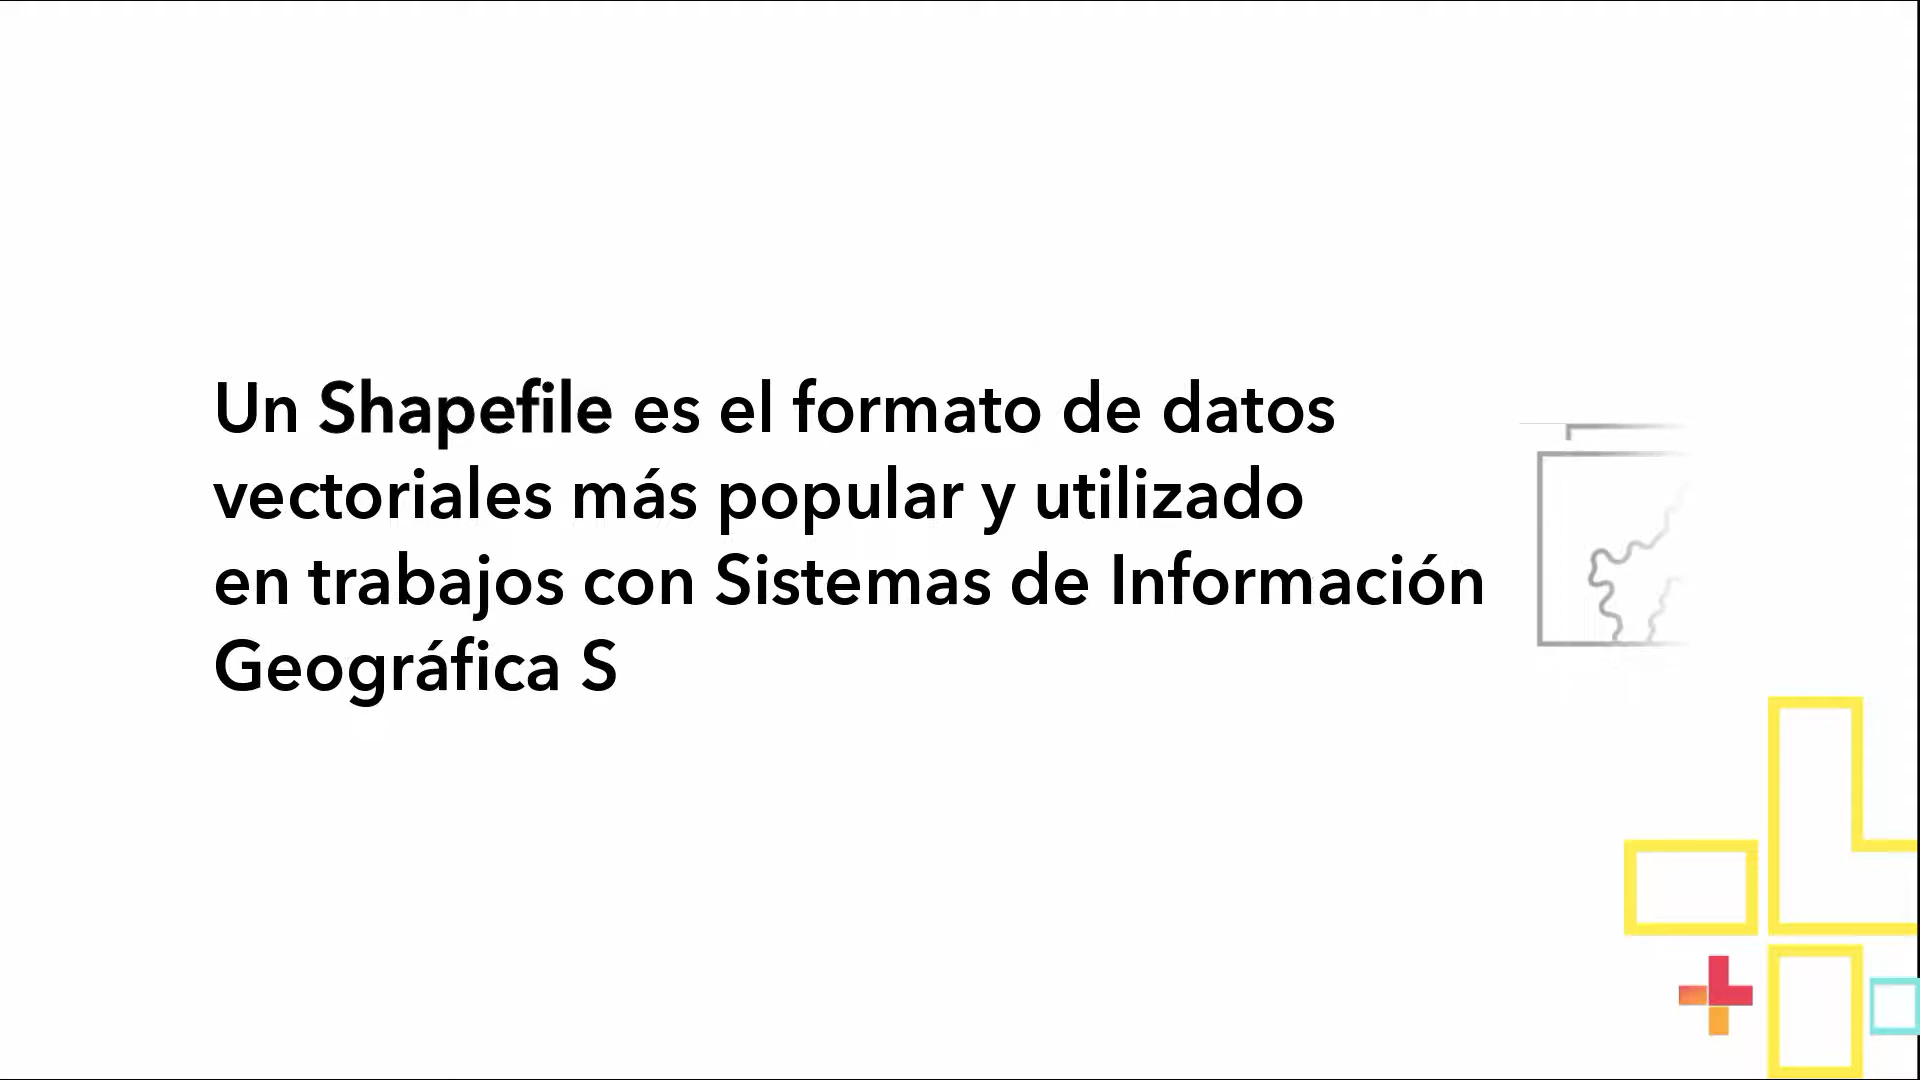 Un Shapefile es el formato de datos
vectoriales más popular y utilizado
en trabajos con Sistemas de Información
Geográfica S